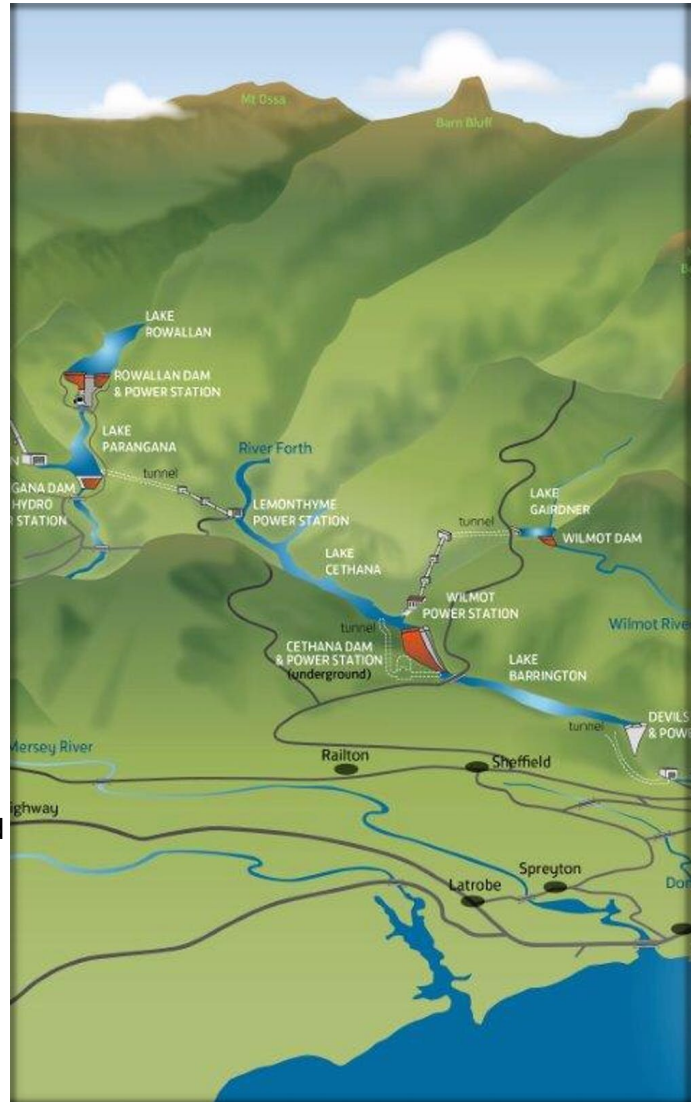 Mt Ossa
Barn Bluff
LAKE
ROWALLAN
ROWALLAN DAM
& POWER STATION
LAKE
PARANGANA
tunnel
GANA DAM
HYDRO
STATION
River Forth
LEMONTHYME
POWER STATION
LAKE
CETHANA
tunnel
LAKE
GAIRDNER
WILMOT DAM
WILMOT
POWER STATION
Wilmot Rive
tunnel
CETHANA DAM
& POWER STATION
(underground)
LAKE
BARRINGTON
tunnel
DEVILS
& POWE
Mersey River
Railton
Sheffield
ighway
Latrobe
Spreyton
Don